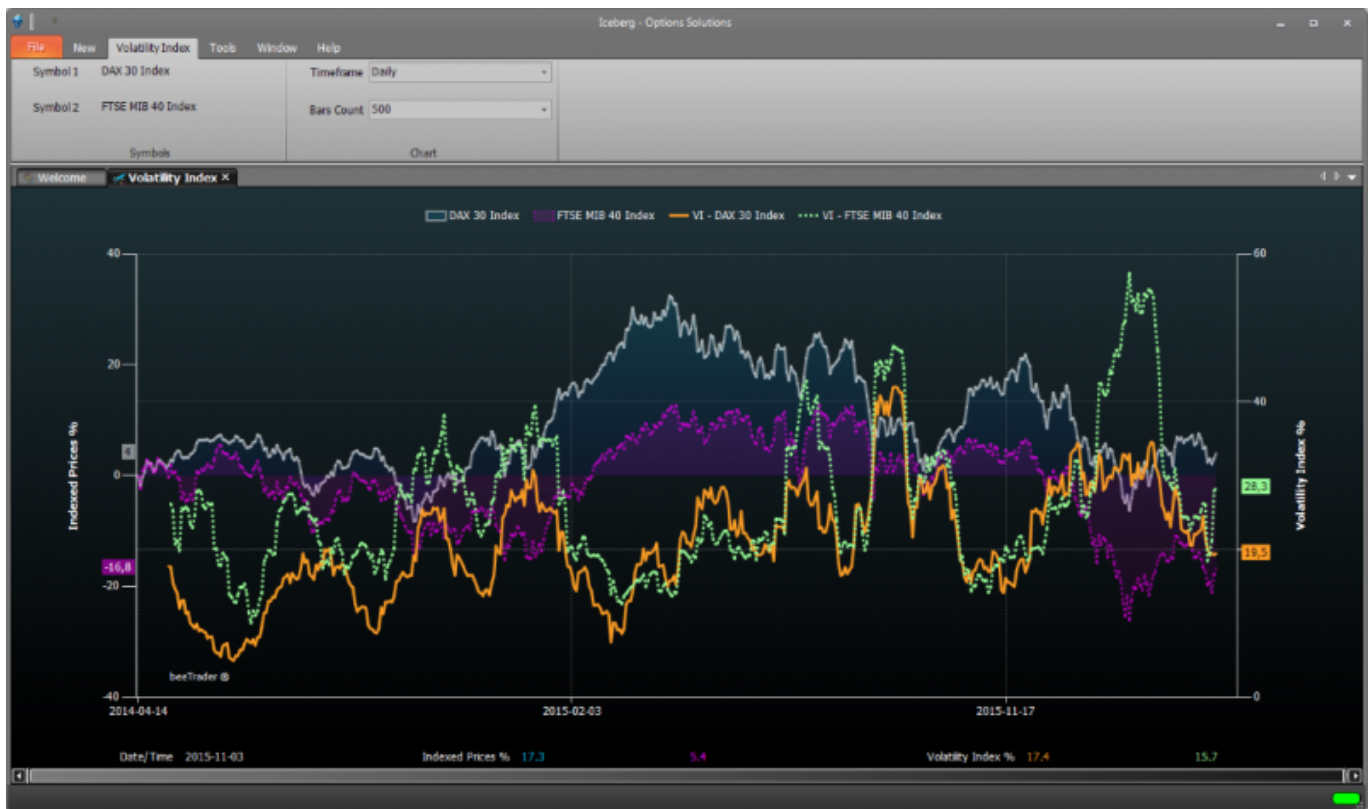 Iceberg - Options Solutions
File New Volatility Index Tools Window Help
Symbol 1 DAX 30 Index Timeframe Daily
Symbol 2 FTSE MIB 40 Index Bars Count 500
Symbols Chart
Welcome Volatility Index ×
DAX 30 Index FTSE MIB 40 Index VI - DAX 30 Index VI - FTSE MIB 40 Index
40 60
20
40
4
0
28,3
19,5
-16,8
-20
-40 0
Indexed Prices %
Volatility Index %
beeTrader ®
2014-04-14 2015-02-03 2015-11-17
Date/Time 2015-11-03 Indexed Prices % 17.3 5.4 Volatility Index % 17.4 15.7